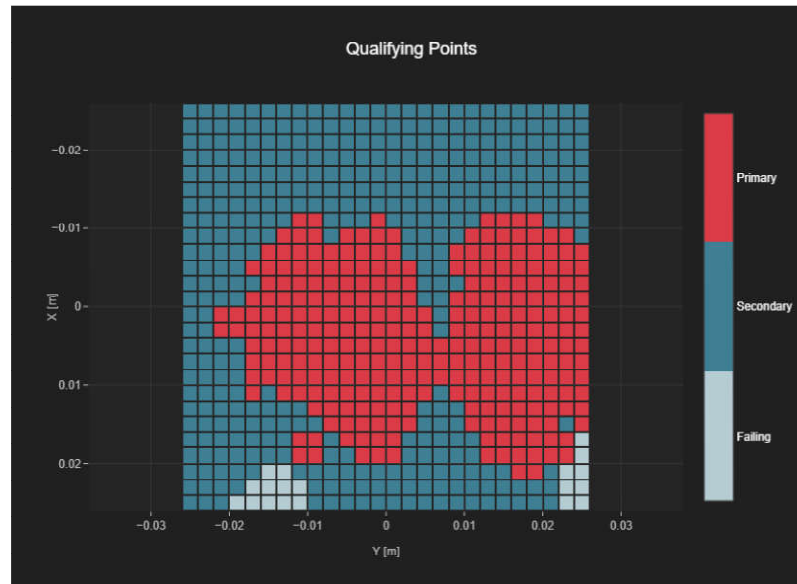 Qualifying Points
−0.02
−0.01
0
0.01
0.02
X [m]
−0.03
−0.02
−0.01
0
0.01
0.02
0.03
Y [m]
Primary
Secondary
Failing